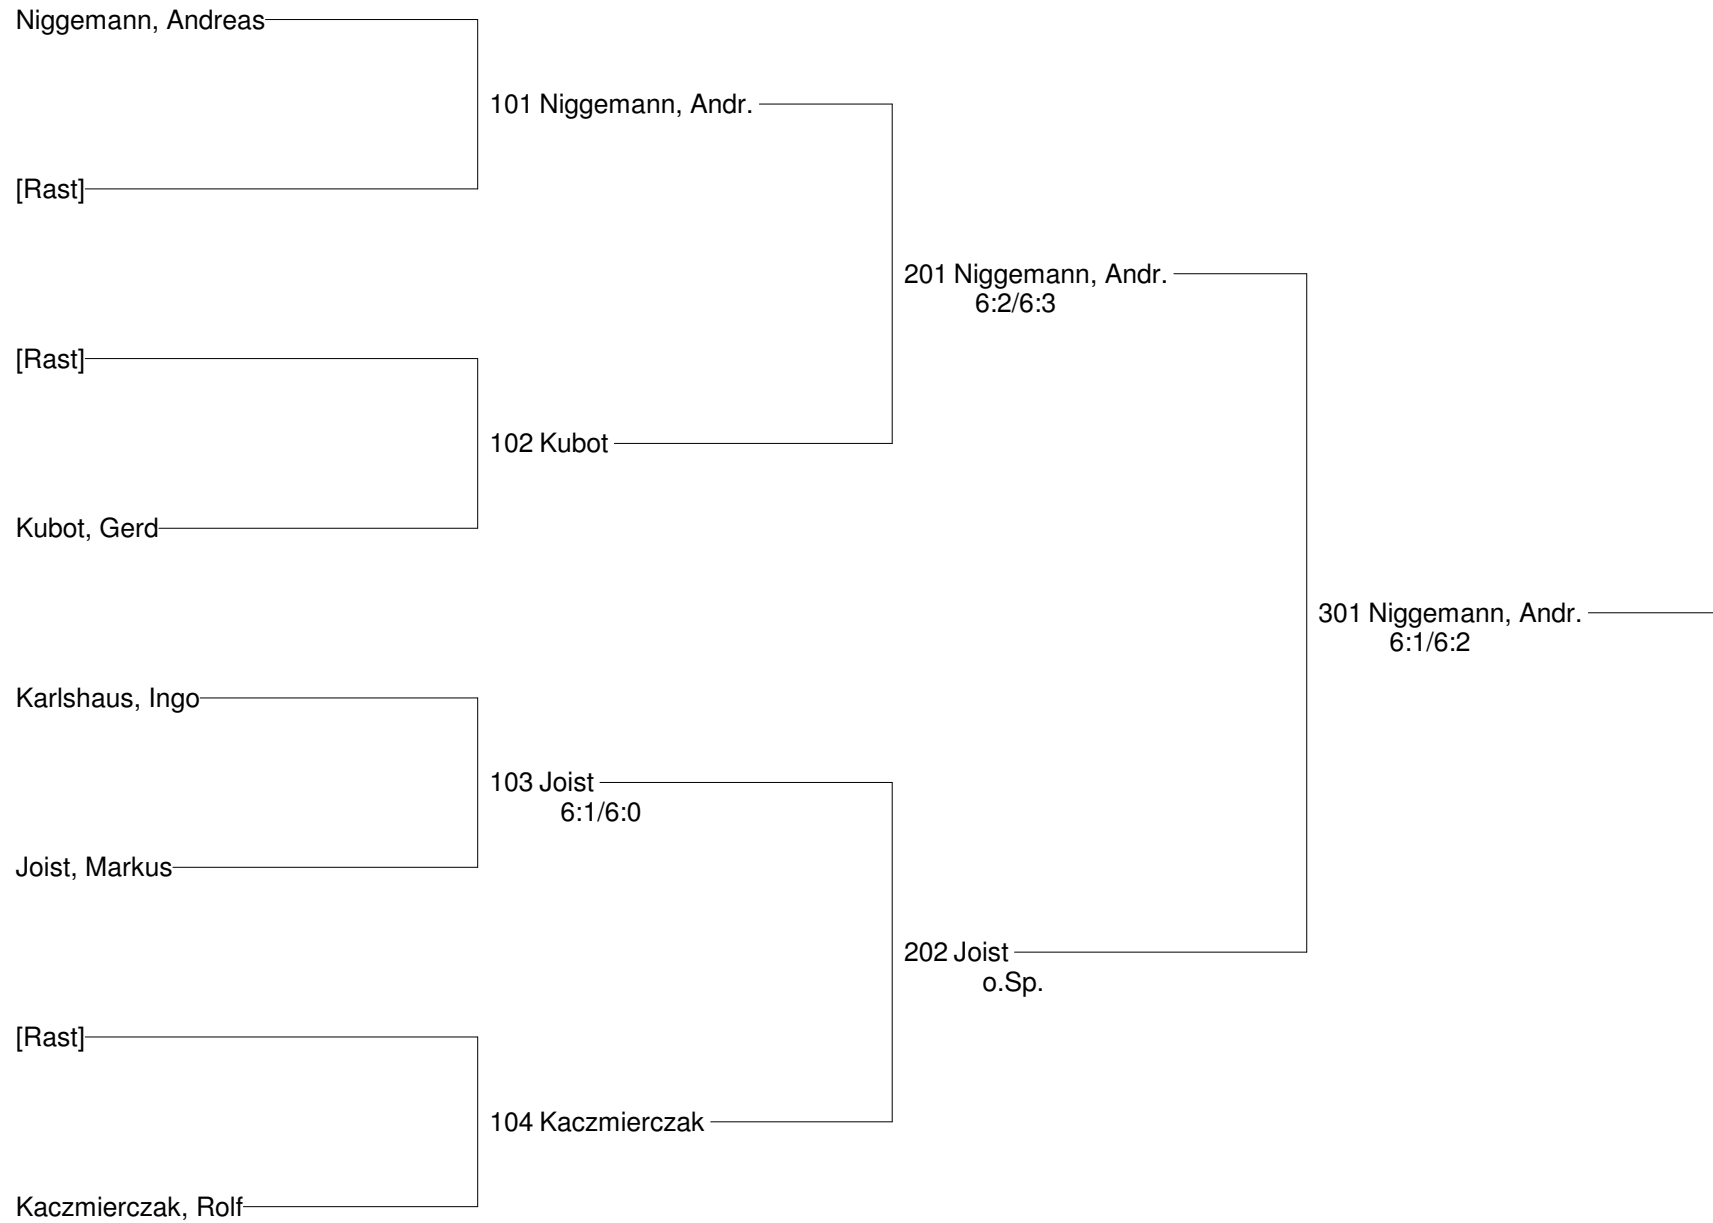 Niggemann, Andreas
101 Niggemann, Andr.
[Rast]
201 Niggemann, Andr.
6:2/6:3
[Rast]
102 Kubot
Kubot, Gerd
301 Niggemann, Andr.
6:1/6:2
Karlshaus, Ingo
103 Joist
6:1/6:0
Joist, Markus
202 Joist
o.Sp.
[Rast]
104 Kaczmierczak
Kaczmierczak, Rolf